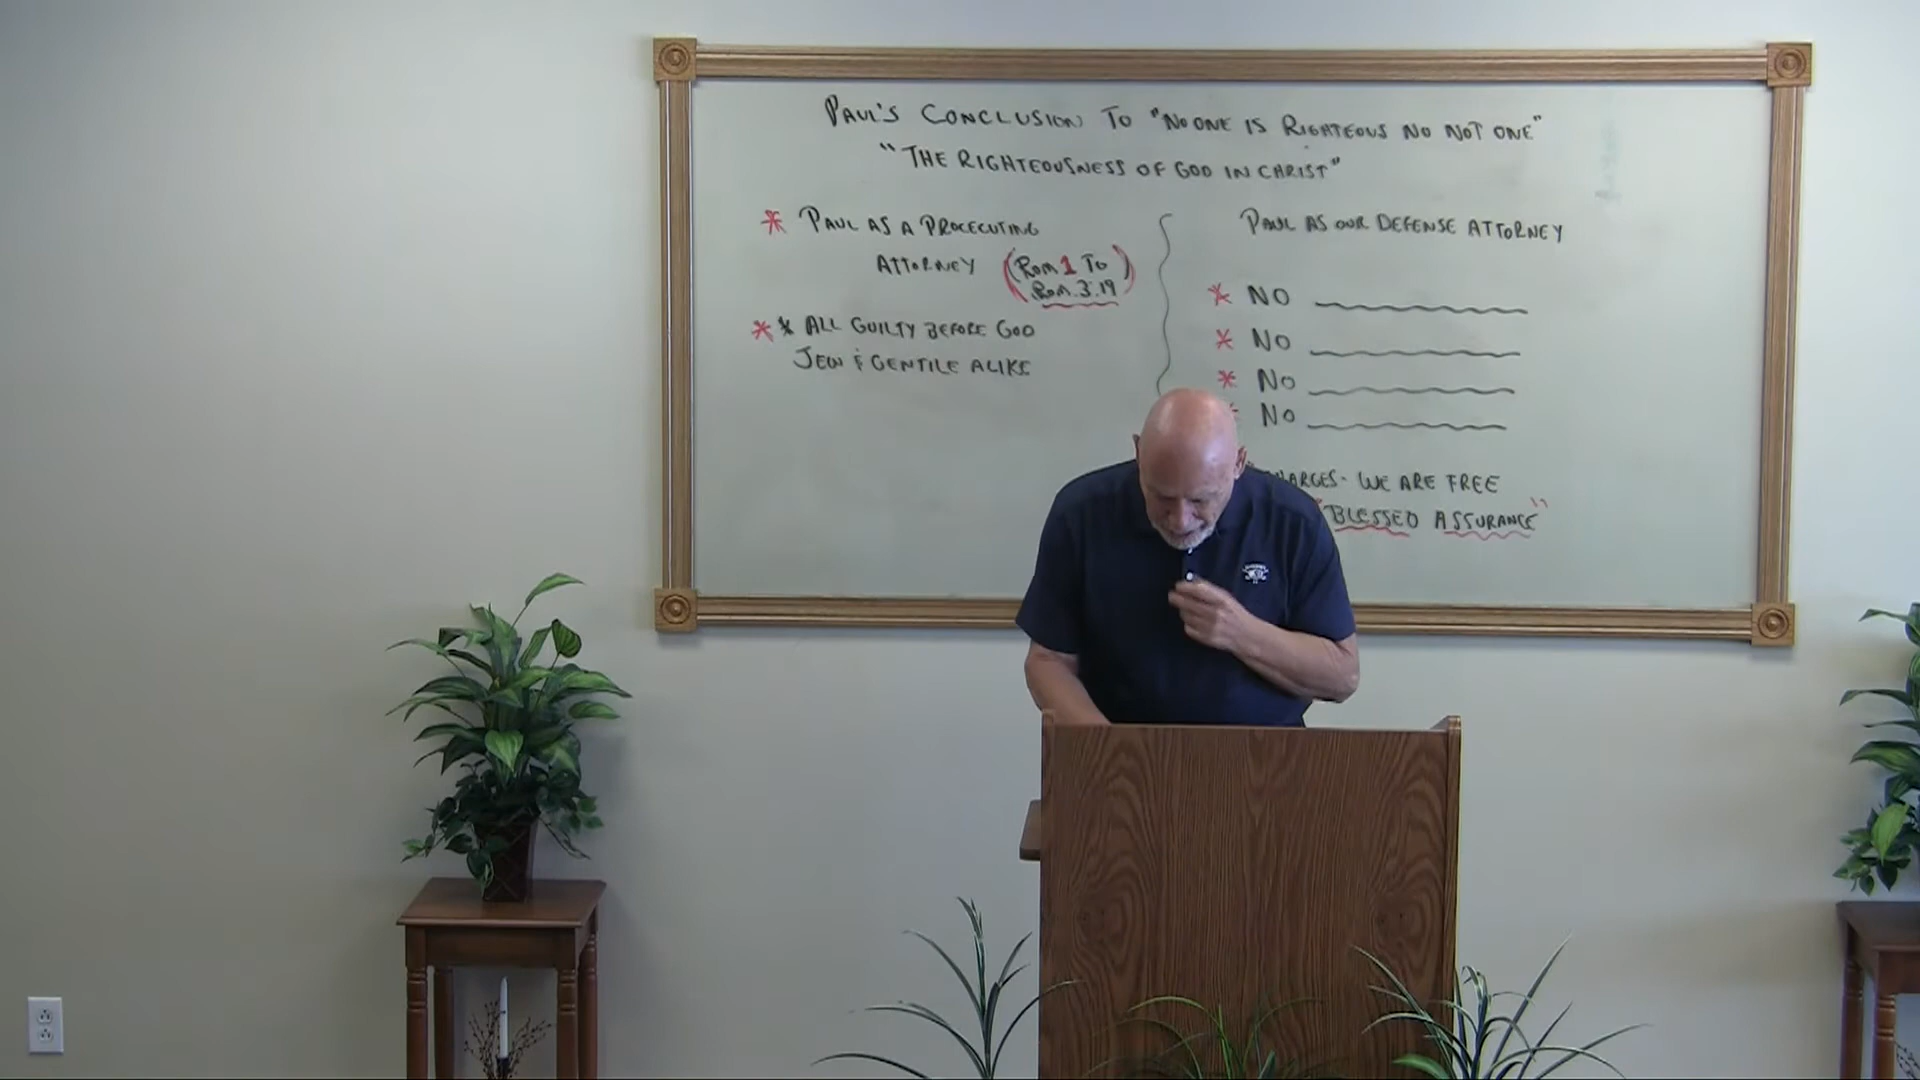 PAUL'S CONCLUSION TO "NO ONE IS RIGHTEOUS NO NOT ONE"
"THE RIGHTEOUSNESS OF GOD IN CHRIST"
* PAUL AS A PROCECUTING
ATTORNEY (ROM 1 TO
ROM. 3:19)
* * ALL GUILTY BEFORE GOD
JEW & GENTILE ALIKE
PAUL AS OUR DEFENSE ATTORNEY
* NO
* NO
* NO
* NO
WE ARE FREE
"BLESSED ASSURANCE"